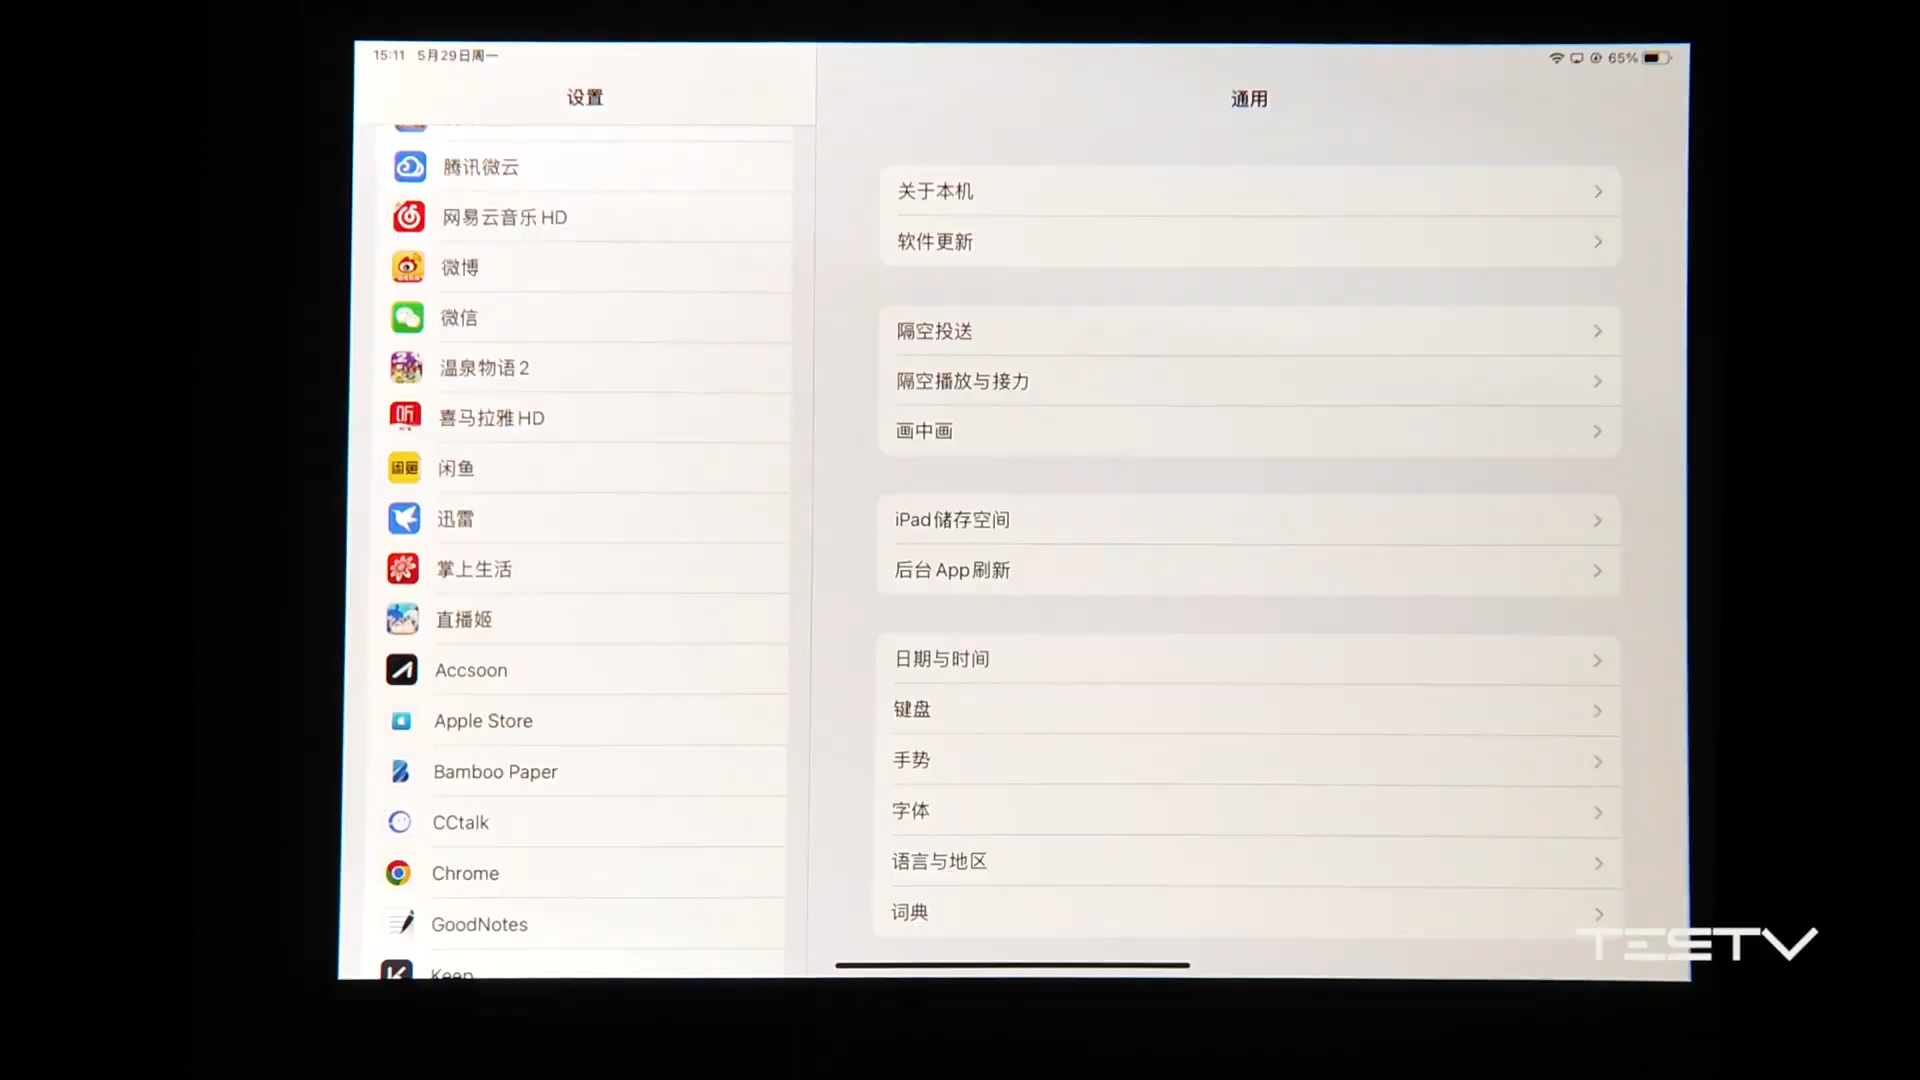 15:11 5月29日周一
65%
设置
腾讯微云
网易云音乐HD
微博
微信
温泉物语2
喜马拉雅HD
闲鱼
迅雷
掌上生活
直播姬
Accsoon
Apple Store
Bamboo Paper
CCtalk
Chrome
GoodNotes
Keep
通用
关于本机
软件更新
隔空投送
隔空播放与接力
画中画
iPad储存空间
后台App刷新
日期与时间
键盘
手势
字体
语言与地区
词典
TESTV